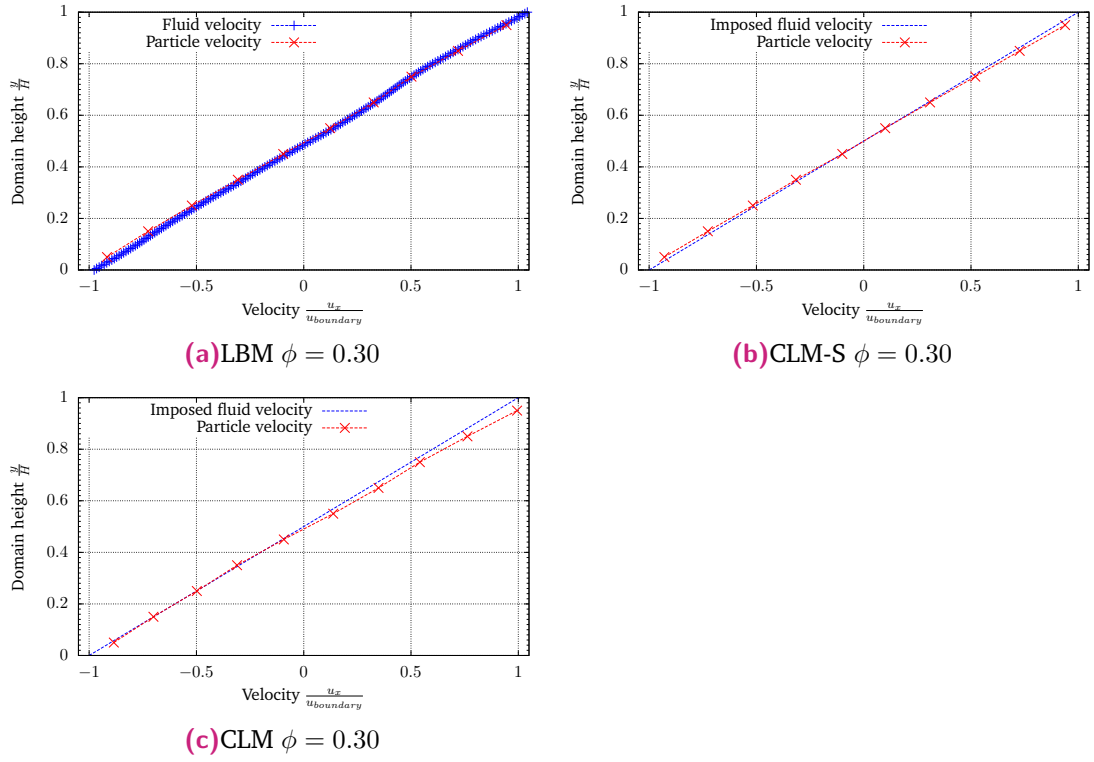 Fluid velocity
Particle velocity
Domain height y/H
1
0.8
0.6
0.4
0.2
0
−1 −0.5 0 0.5 1
Velocity u_x/u_boundary
(a)LBM ϕ = 0.30
Imposed fluid velocity
Particle velocity
Domain height y/H
1
0.8
0.6
0.4
0.2
0
−1 −0.5 0 0.5 1
Velocity u_x/u_boundary
(b)CLM-S ϕ = 0.30
Imposed fluid velocity
Particle velocity
Domain height y/H
1
0.8
0.6
0.4
0.2
0
−1 −0.5 0 0.5 1
Velocity u_x/u_boundary
(c)CLM ϕ = 0.30